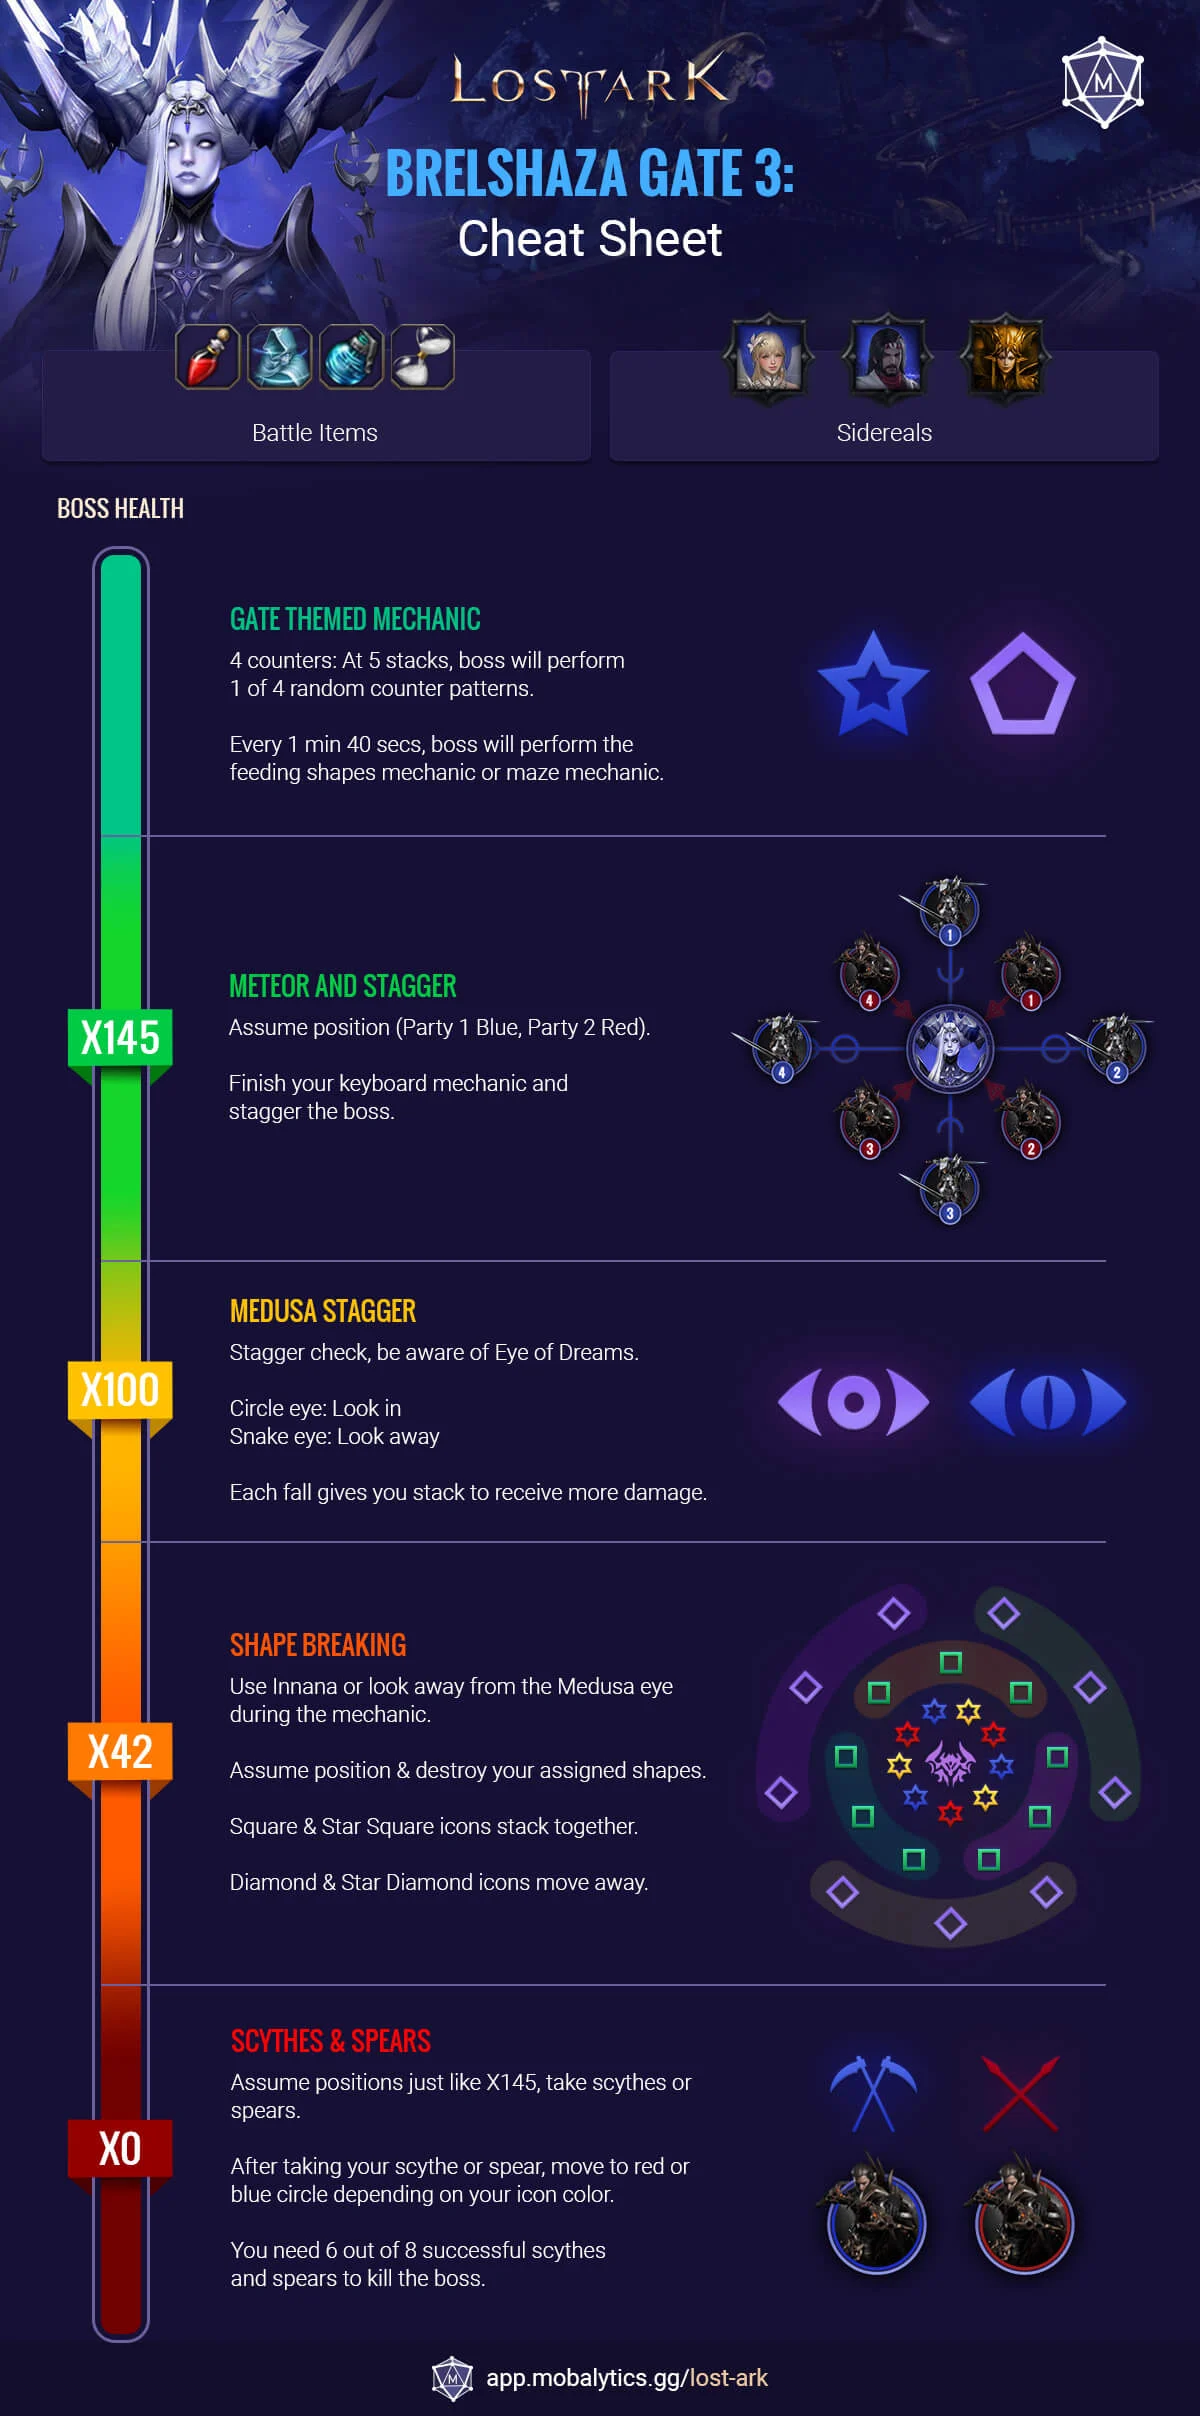 LOST ARK
M
BRELSHAZA GATE 3:
Cheat Sheet
Battle Items
Sidereals
BOSS HEALTH
GATE THEMED MECHANIC
4 counters: At 5 stacks, boss will perform
1 of 4 random counter patterns.
Every 1 min 40 secs, boss will perform the
feeding shapes mechanic or maze mechanic.
X145
METEOR AND STAGGER
Assume position (Party 1 Blue, Party 2 Red).
Finish your keyboard mechanic and
stagger the boss.
1
4
1
4
2
3
2
3
X100
MEDUSA STAGGER
Stagger check, be aware of Eye of Dreams.
Circle eye: Look in
Snake eye: Look away
Each fall gives you stack to receive more damage.
X42
SHAPE BREAKING
Use Innana or look away from the Medusa eye
during the mechanic.
Assume position & destroy your assigned shapes.
Square & Star Square icons stack together.
Diamond & Star Diamond icons move away.
X0
SCYTHES & SPEARS
Assume positions just like X145, take scythes or
spears.
After taking your scythe or spear, move to red or
blue circle depending on your icon color.
You need 6 out of 8 successful scythes
and spears to kill the boss.
M
app.mobalytics.gg/lost-ark